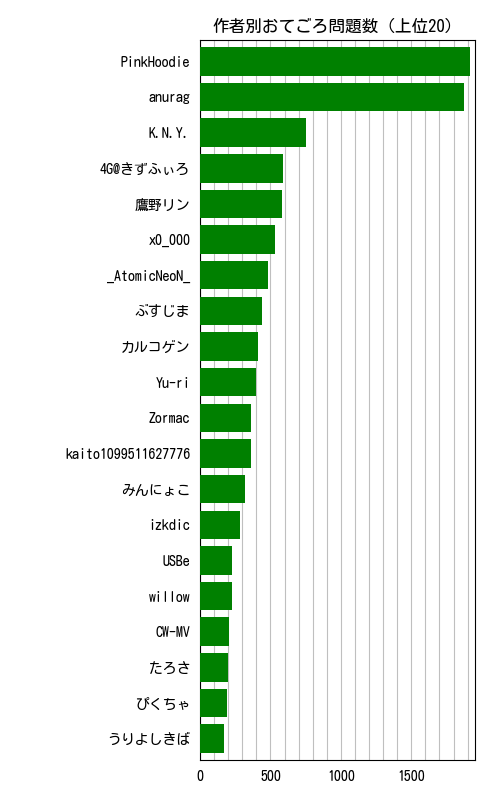 作者別おてごろ問題数 (上位20)
PinkHoodie
anurag
K.N.Y.
4G@きずふぃろ
鷹野リン
x0_000
_AtomicNeoN_
ぶすじま
カルコゲン
Yu-ri
Zormac
kaito1099511627776
みんにょこ
izkdic
USBe
willow
CW-MV
たろさ
ぴくちゃ
うりよしきば
0 500 1000 1500